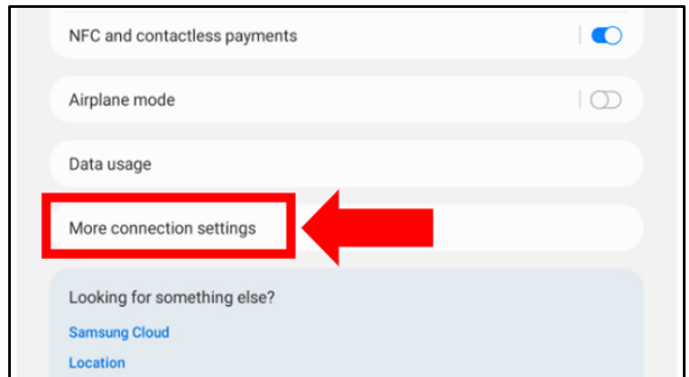 NFC and contactless payments
Airplane mode
Data usage
More connection settings
Looking for something else?
Samsung Cloud
Location